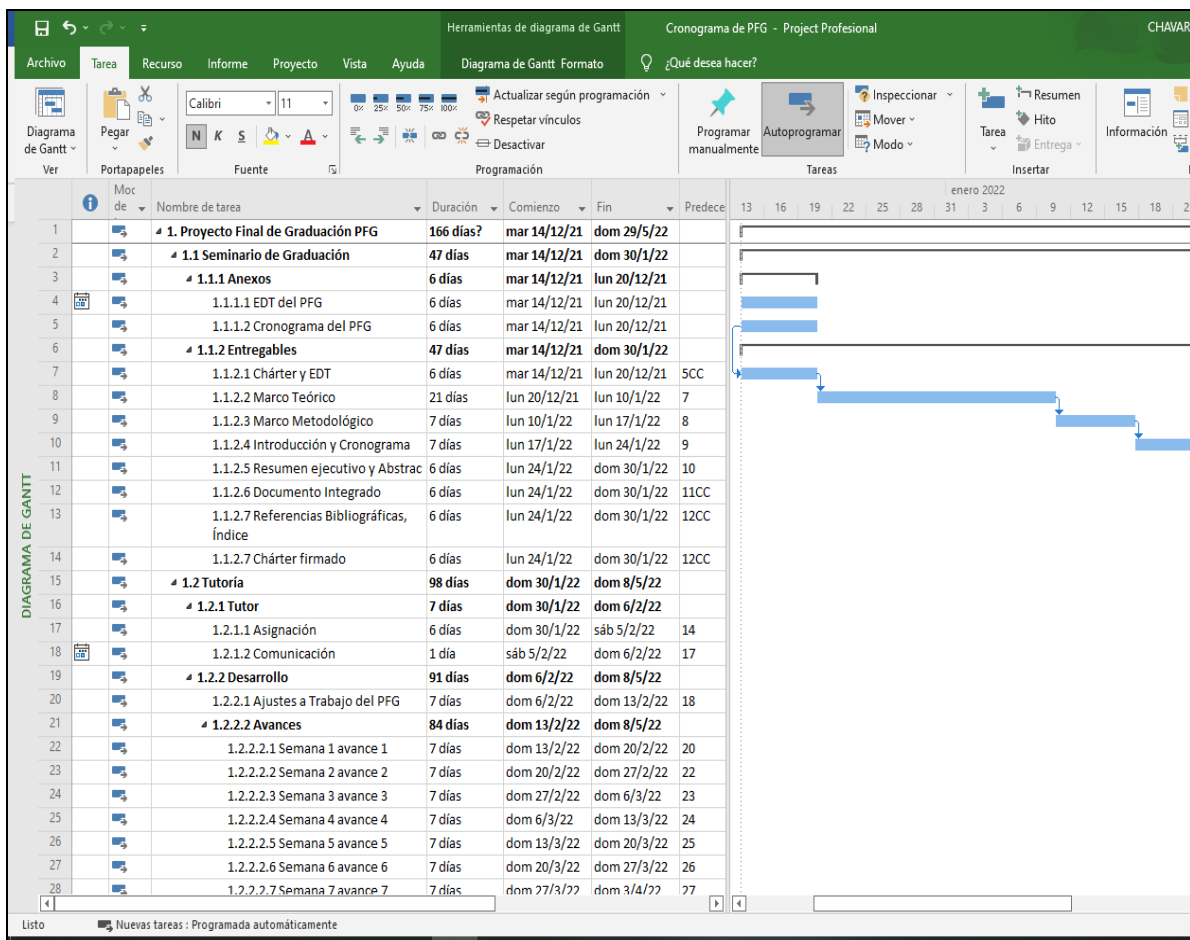 Herramientas de diagrama de Gantt Cronograma de PFG - Project Profesional CHAVAR
Archivo Tarea Recurso Informe Proyecto Vista Ayuda Diagrama de Gantt Formato ¿Qué desea hacer?
Diagrama de Gantt
Ver
Pegar
Portapapeles
Calibri 11
N K S A
Fuente
0% 25% 50% 75% 100%
Actualizar según programación
Respetar vínculos
Desactivar
Programación
Programar manualmente
Autoprogramar
Inspeccionar
Mover
Modo
Tareas
Tarea
Resumen
Hito
Entrega
Insertar
Información
Moc de Nombre de tarea Duración Comienzo Fin Predece
enero 2022
13 16 19 22 25 28 31 3 6 9 12 15 18 2
DIAGRAMA DE GANTT
1 1. Proyecto Final de Graduación PFG 166 días? mar 14/12/21 dom 29/5/22
2 1.1 Seminario de Graduación 47 días mar 14/12/21 dom 30/1/22
3 1.1.1 Anexos 6 días mar 14/12/21 lun 20/12/21
4 1.1.1.1 EDT del PFG 6 días mar 14/12/21 lun 20/12/21
5 1.1.1.2 Cronograma del PFG 6 días mar 14/12/21 lun 20/12/21
6 1.1.2 Entregables 47 días mar 14/12/21 dom 30/1/22
7 1.1.2.1 Chárter y EDT 6 días mar 14/12/21 lun 20/12/21 5CC
8 1.1.2.2 Marco Teórico 21 días lun 20/12/21 lun 10/1/22 7
9 1.1.2.3 Marco Metodológico 7 días lun 10/1/22 lun 17/1/22 8
10 1.1.2.4 Introducción y Cronograma 7 días lun 17/1/22 lun 24/1/22 9
11 1.1.2.5 Resumen ejecutivo y Abstrac 6 días lun 24/1/22 dom 30/1/22 10
12 1.1.2.6 Documento Integrado 6 días lun 24/1/22 dom 30/1/22 11CC
13 1.1.2.7 Referencias Bibliográficas, Índice 6 días lun 24/1/22 dom 30/1/22 12CC
14 1.1.2.7 Chárter firmado 6 días lun 24/1/22 dom 30/1/22 12CC
15 1.2 Tutoría 98 días dom 30/1/22 dom 8/5/22
16 1.2.1 Tutor 7 días dom 30/1/22 dom 6/2/22
17 1.2.1.1 Asignación 6 días dom 30/1/22 sáb 5/2/22 14
18 1.2.1.2 Comunicación 1 día sáb 5/2/22 dom 6/2/22 17
19 1.2.2 Desarrollo 91 días dom 6/2/22 dom 8/5/22
20 1.2.2.1 Ajustes a Trabajo del PFG 7 días dom 6/2/22 dom 13/2/22 18
21 1.2.2.2 Avances 84 días dom 13/2/22 dom 8/5/22
22 1.2.2.2.1 Semana 1 avance 1 7 días dom 13/2/22 dom 20/2/22 20
23 1.2.2.2.2 Semana 2 avance 2 7 días dom 20/2/22 dom 27/2/22 22
24 1.2.2.2.3 Semana 3 avance 3 7 días dom 27/2/22 dom 6/3/22 23
25 1.2.2.2.4 Semana 4 avance 4 7 días dom 6/3/22 dom 13/3/22 24
26 1.2.2.2.5 Semana 5 avance 5 7 días dom 13/3/22 dom 20/3/22 25
27 1.2.2.2.6 Semana 6 avance 6 7 días dom 20/3/22 dom 27/3/22 26
28 1.2.2.2.7 Semana 7 avance 7 7 días dom 27/3/22 dom 3/4/22 27
Listo Nuevas tareas : Programada automáticamente